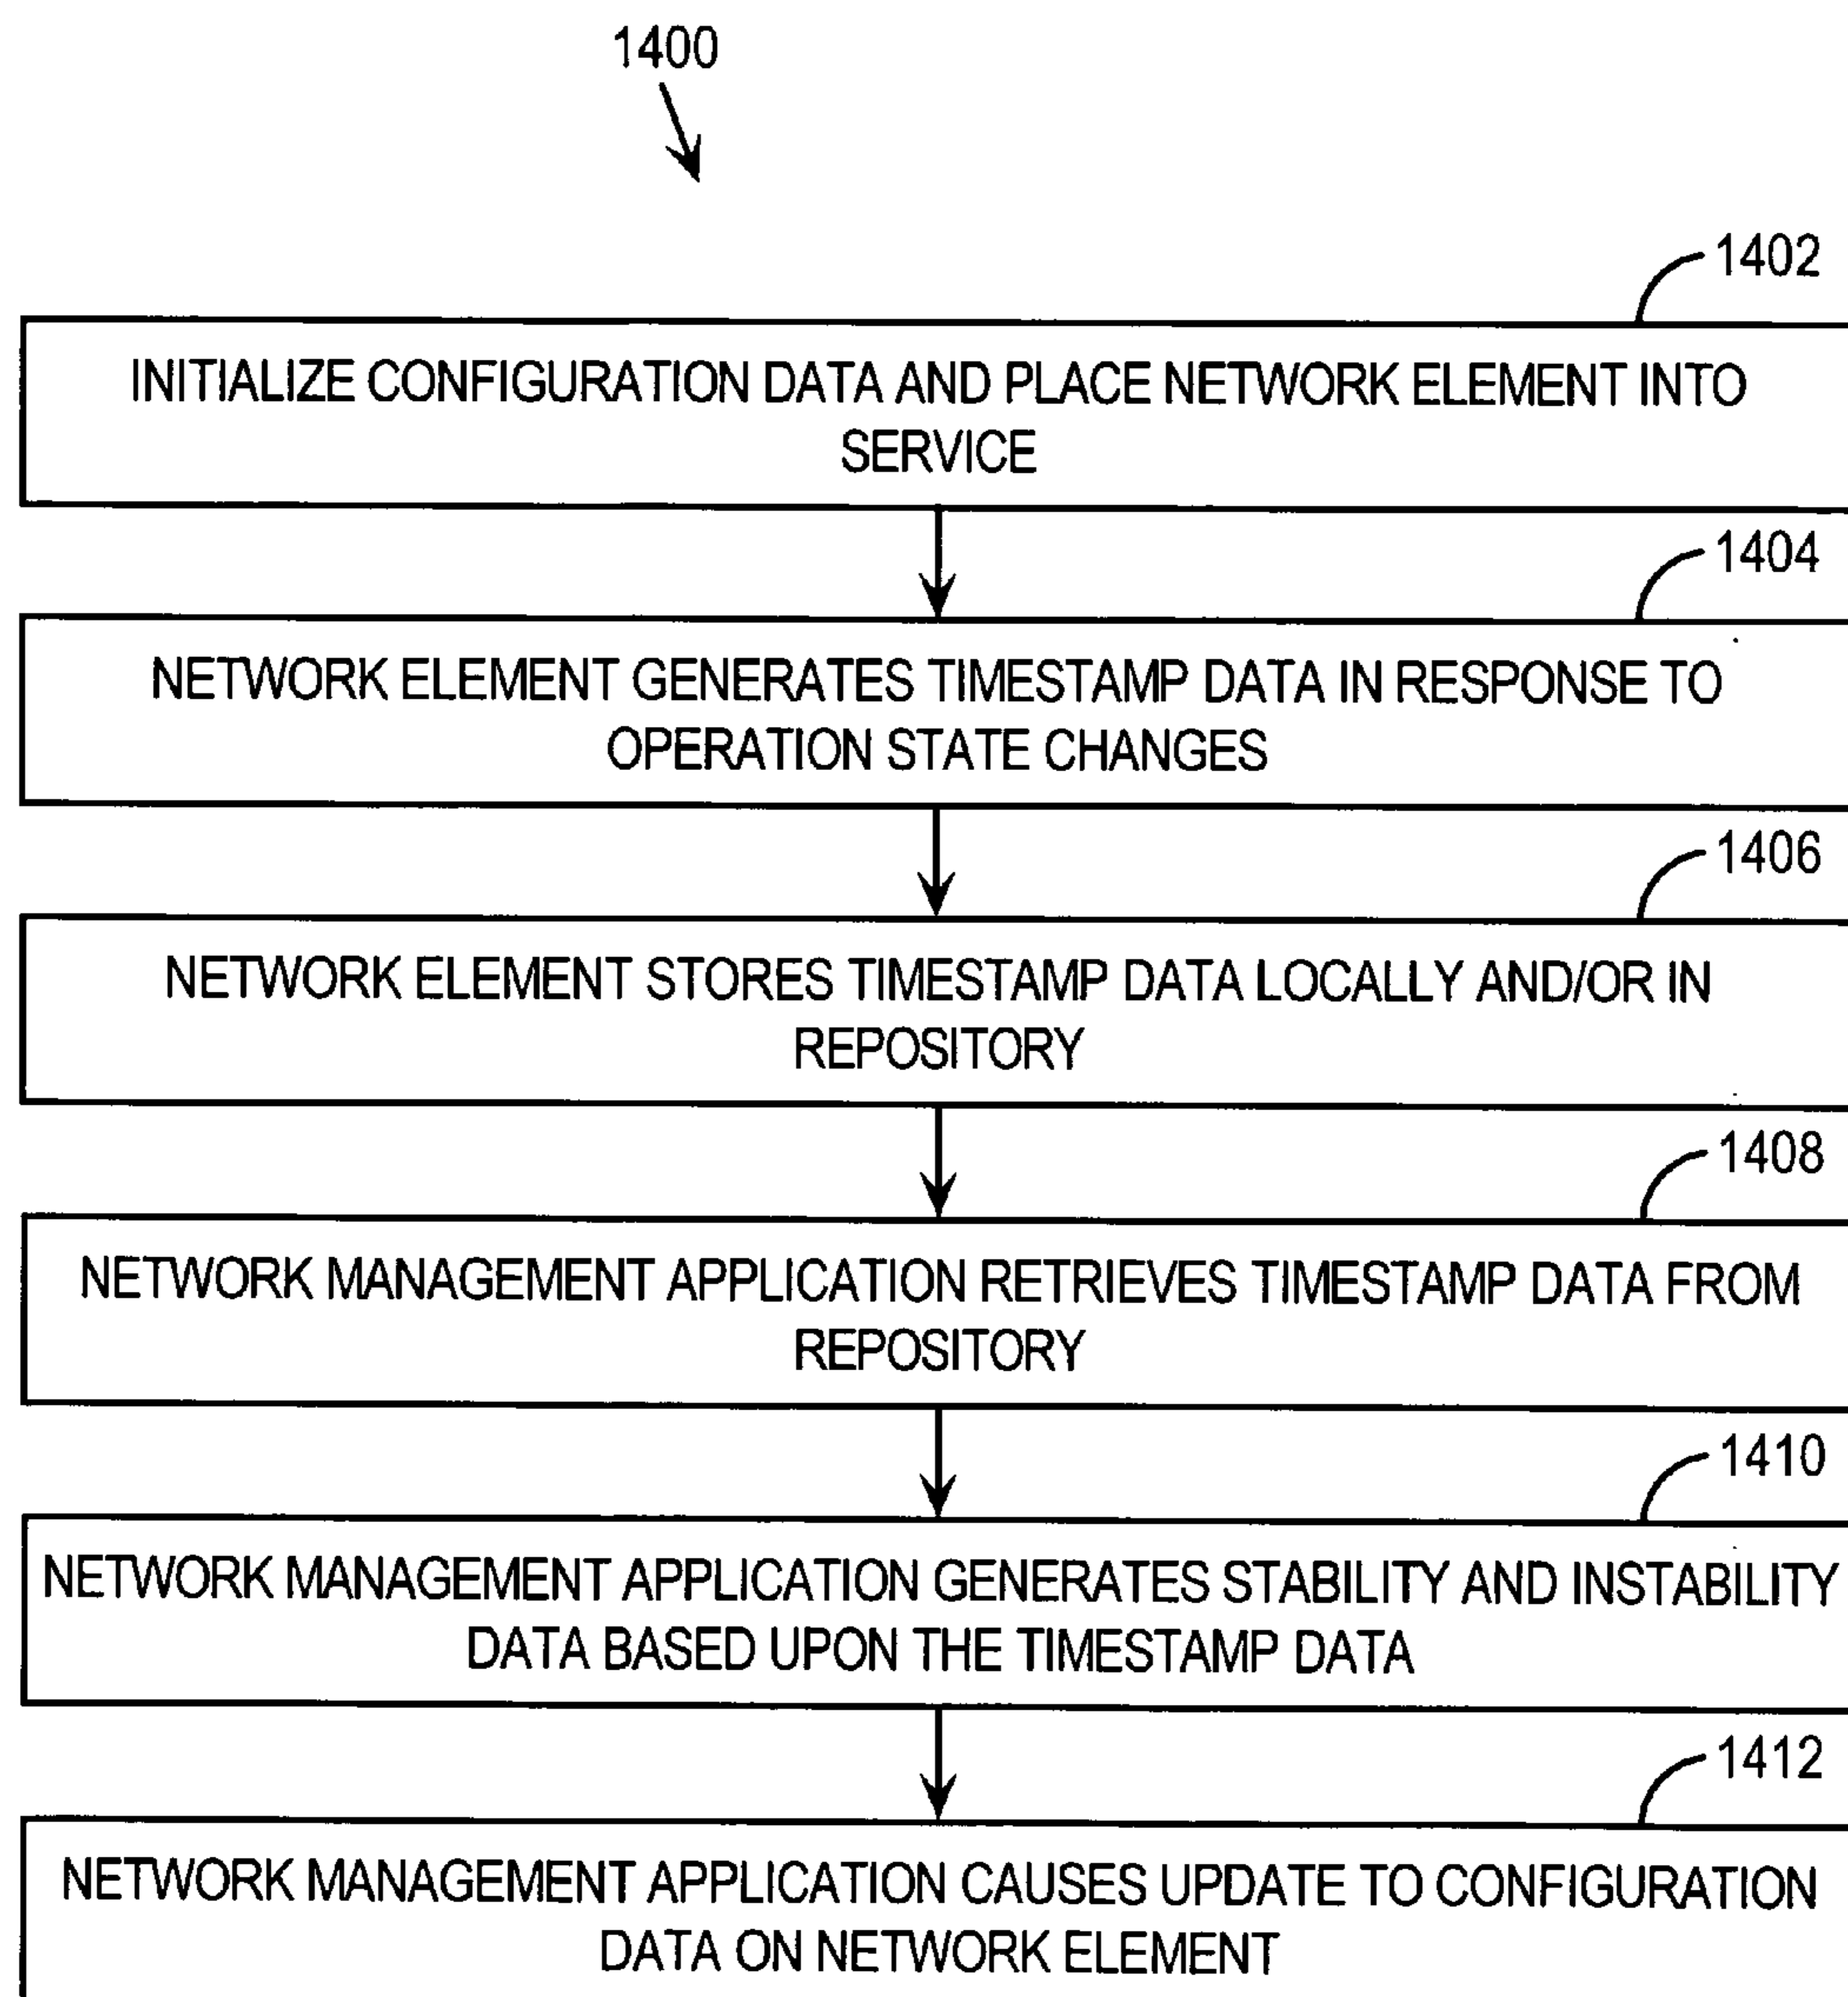 1400
1402
INITIALIZE CONFIGURATION DATA AND PLACE NETWORK ELEMENT INTO
SERVICE
1404
NETWORK ELEMENT GENERATES TIMESTAMP DATA IN RESPONSE TO
OPERATION STATE CHANGES
1406
NETWORK ELEMENT STORES TIMESTAMP DATA LOCALLY AND/OR IN
REPOSITORY
1408
NETWORK MANAGEMENT APPLICATION RETRIEVES TIMESTAMP DATA FROM
REPOSITORY
1410
NETWORK MANAGEMENT APPLICATION GENERATES STABILITY AND INSTABILITY
DATA BASED UPON THE TIMESTAMP DATA
1412
NETWORK MANAGEMENT APPLICATION CAUSES UPDATE TO CONFIGURATION
DATA ON NETWORK ELEMENT